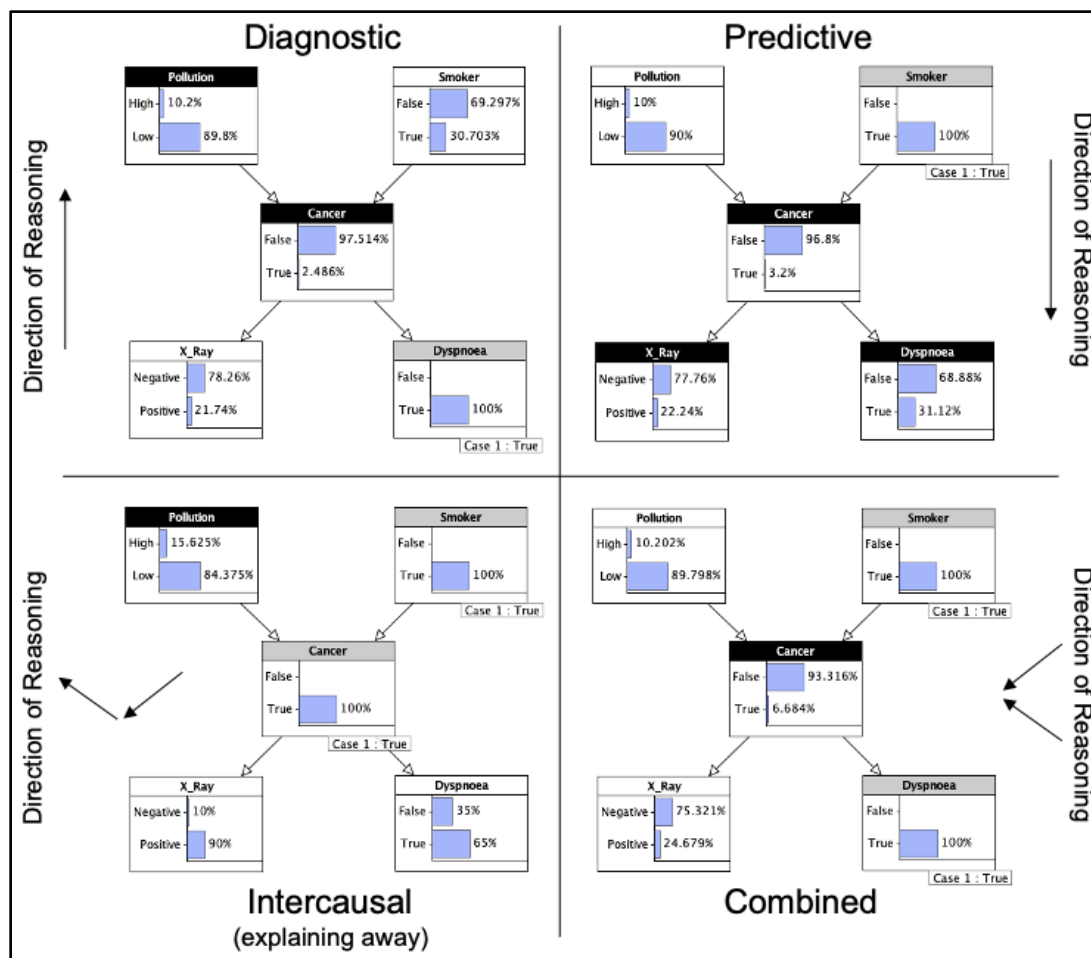 Diagnostic
Direction of Reasoning
Pollution
High 10.2%
Low 89.8%
Smoker
False 69.297%
True 30.703%
Cancer
False 97.514%
True 2.486%
X_Ray
Negative 78.26%
Positive 21.74%
Dyspnoea
False
True 100%
Case 1 : True
Predictive
Direction of Reasoning
Pollution
High 10%
Low 90%
Smoker
False
True 100%
Case 1 : True
Cancer
False 96.8%
True 3.2%
X_Ray
Negative 77.76%
Positive 22.24%
Dyspnoea
False 68.88%
True 31.12%
Direction of Reasoning
Pollution
High 15.625%
Low 84.375%
Smoker
False
True 100%
Case 1 : True
Cancer
False
True 100%
Case 1 : True
X_Ray
Negative 10%
Positive 90%
Dyspnoea
False 35%
True 65%
Intercausal
(explaining away)
Direction of Reasoning
Pollution
High 10.202%
Low 89.798%
Smoker
False
True 100%
Case 1 : True
Cancer
False 93.316%
True 6.684%
X_Ray
Negative 75.321%
Positive 24.679%
Dyspnoea
False
True 100%
Case 1 : True
Combined